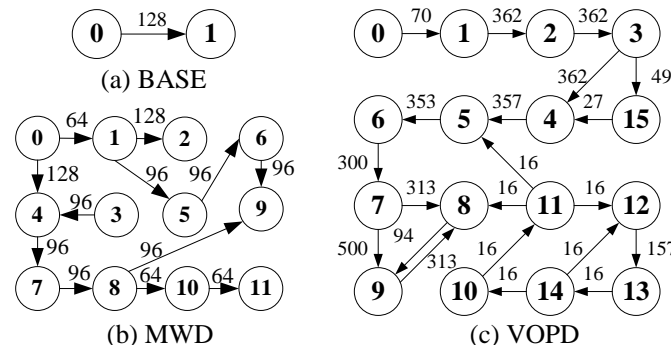 0 128 1
(a) BASE
0 64 1 128 2 6
128 96 96 96
4 96 3 5 9
96 96
7 96 8 64 10 64 11
(b) MWD
0 70 1 362 2 362 3
362 49
6 353 5 357 4 27 15
300 16
7 313 8 16 11 16 12
500 94 313 16 16 157
9 10 16 14 16 13
(c) VOPD